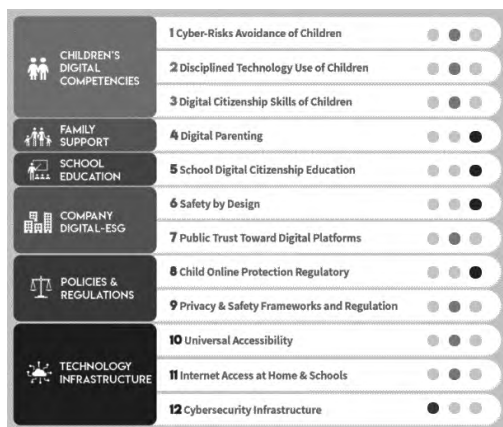 CHILDREN'S
DIGITAL
COMPETENCIES
1 Cyber-Risks Avoidance of Children
2 Disciplined Technology Use of Children
3 Digital Citizenship Skills of Children
FAMILY
SUPPORT
4 Digital Parenting
SCHOOL
EDUCATION
5 School Digital Citizenship Education
COMPANY
DIGITAL-ESG
6 Safety by Design
7 Public Trust Toward Digital Platforms
POLICIES &
REGULATIONS
8 Child Online Protection Regulatory
9 Privacy & Safety Frameworks and Regulation
TECHNOLOGY
INFRASTRUCTURE
10 Universal Accessibility
11 Internet Access at Home & Schools
12 Cybersecurity Infrastructure